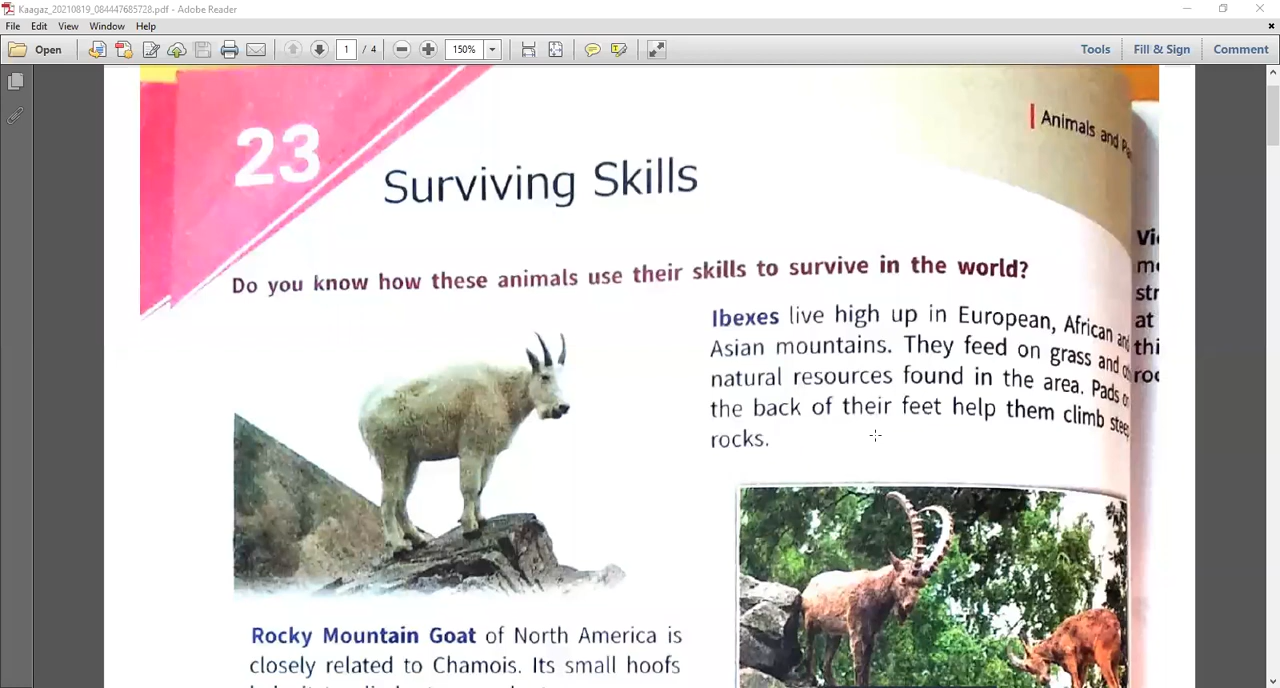 Kaagaz_20210819_084447685728.pdf - Adobe Reader
File Edit View Window Help
Open 1 / 4 150% Tools Fill & Sign Comment
23
Animals and
Surviving Skills
Do you know how these animals use their skills to survive in the world?
Ibexes live high up in European, African and
Asian mountains. They feed on grass and
natural resources found in the area. Pads
the back of their feet help them climb
rocks.
at
Rocky Mountain Goat of North America is
closely related to Chamois. Its small hoofs